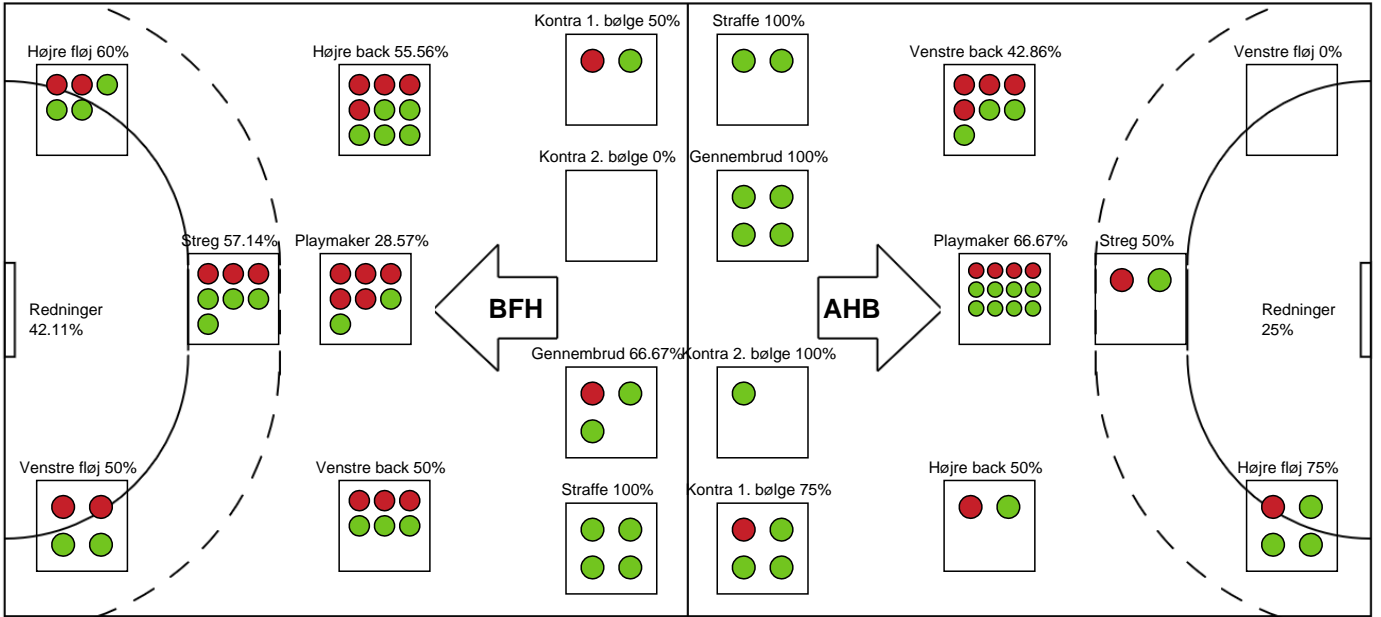 Kontra 1. bølge 50%
Straffe 100%
Højre fløj 60%
Højre back 55.56%
Venstre back 42.86%
Venstre fløj 0%
Kontra 2. bølge 0%
Gennembrud 100%
Streg 57.14%
Playmaker 28.57%
Playmaker 66.67%
Streg 50%
Redninger
42.11%
BFH
AHB
Redninger
25%
Gennembrud 66.67%
Kontra 2. bølge 100%
Venstre fløj 50%
Venstre back 50%
Straffe 100%
Kontra 1. bølge 75%
Højre back 50%
Højre fløj 75%